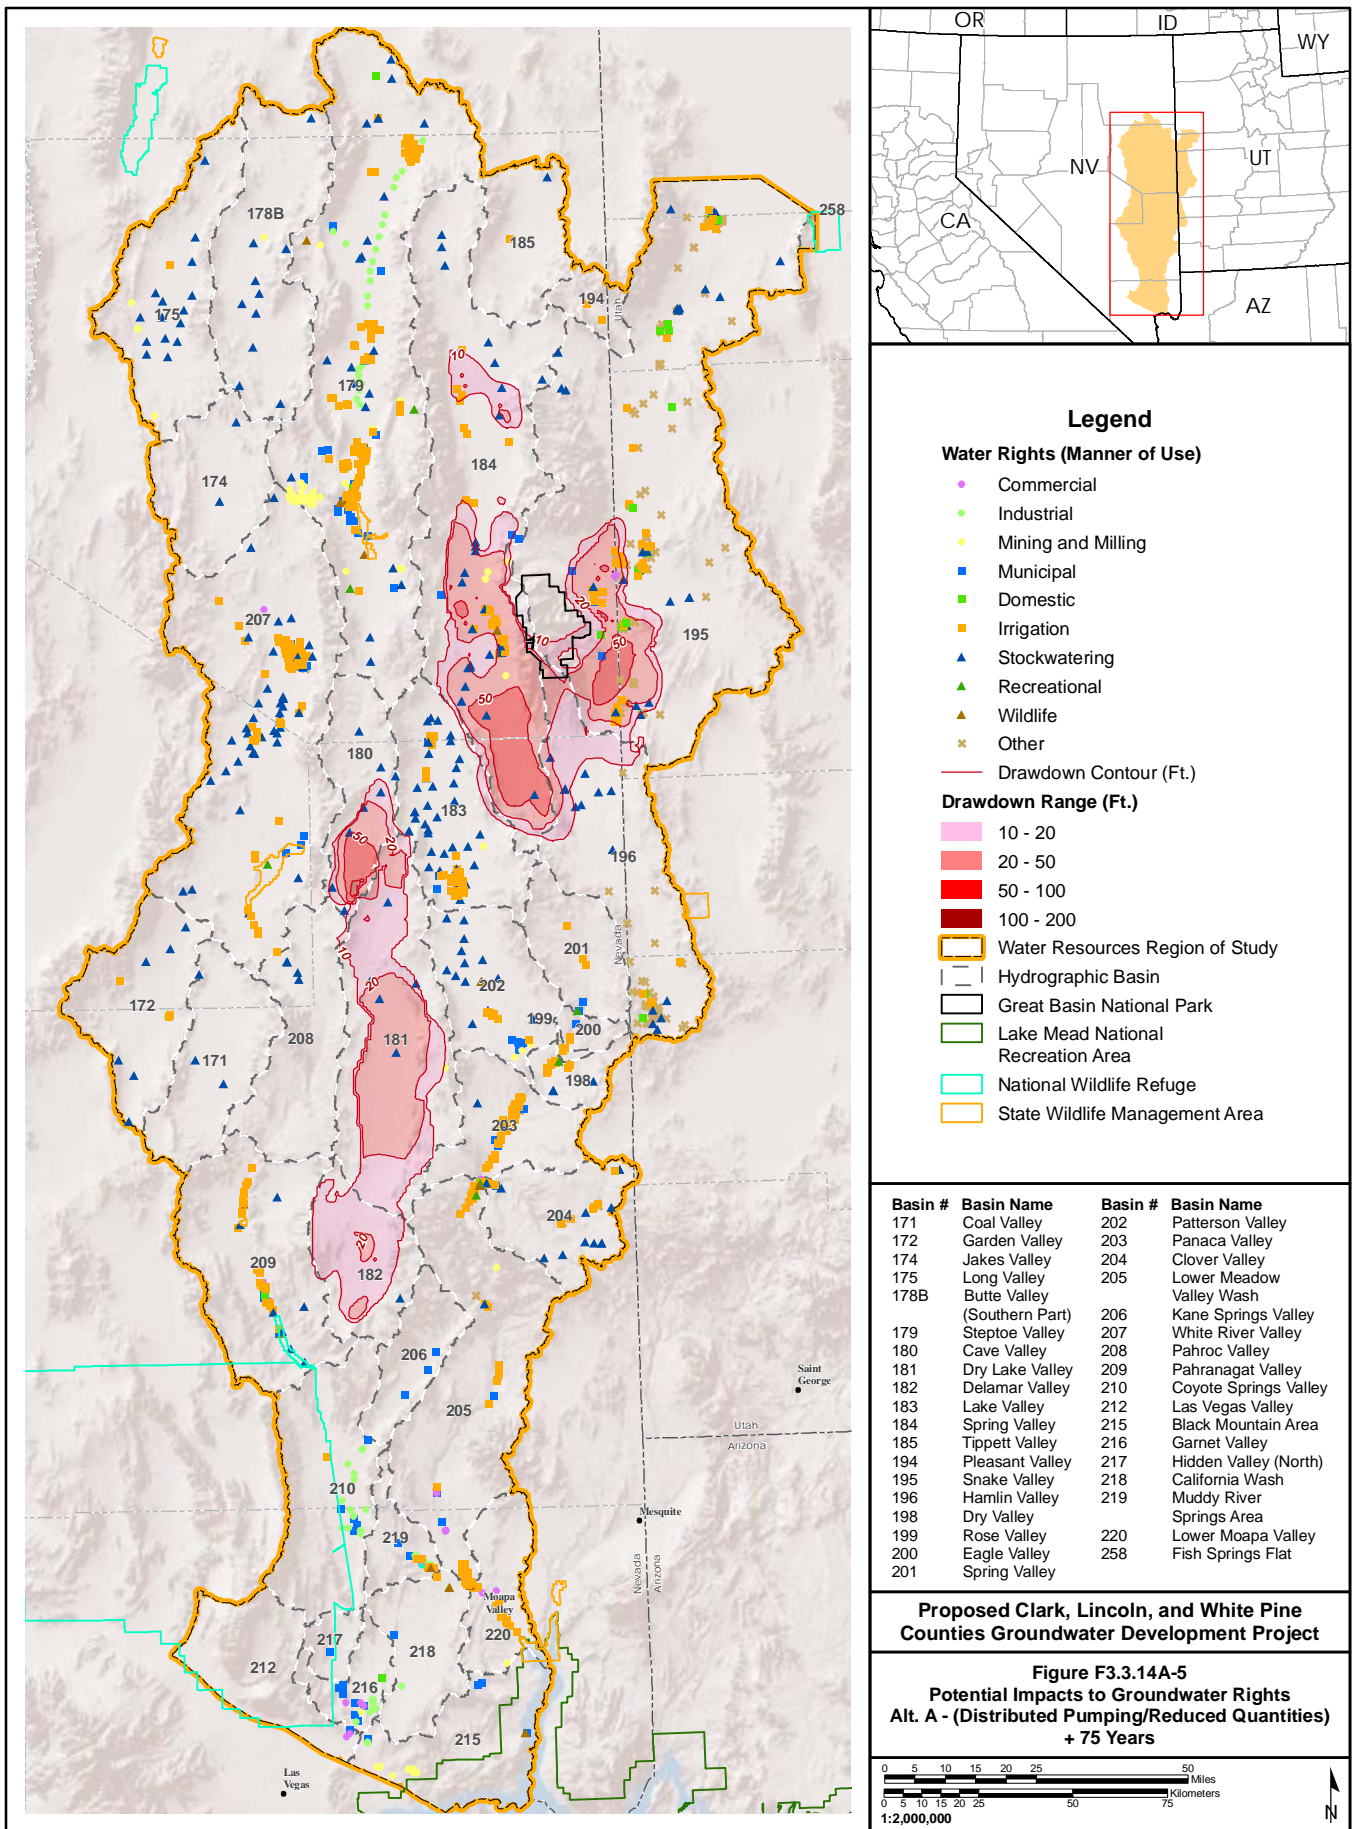 OR
ID
WY
NV
UT
CA
AZ
258
178B
185
194
Utah
175
10
179
184
174
207
20
10
50
195
50
180
183
50
20
196
10
201
Nevada
20
202
172
199
200
208
181
171
198
203
204
20
209
182
206
Saint
George
205
Utah
Arizona
210
Mesquite
219
Nevada
Arizona
Moapa
Valley
217
218
220
212
216
215
Las
Vegas
Legend
Water Rights (Manner of Use)
Commercial
Industrial
Mining and Milling
Municipal
Domestic
Irrigation
Stockwatering
Recreational
Wildlife
Other
Drawdown Contour (Ft.)
Drawdown Range (Ft.)
10 - 20
20 - 50
50 - 100
100 - 200
Water Resources Region of Study
Hydrographic Basin
Great Basin National Park
Lake Mead National
Recreation Area
National Wildlife Refuge
State Wildlife Management Area
Basin # Basin Name Basin # Basin Name
171 Coal Valley 202 Patterson Valley
172 Garden Valley 203 Panaca Valley
174 Jakes Valley 204 Clover Valley
175 Long Valley 205 Lower Meadow
178B Butte Valley Valley Wash
(Southern Part) 206 Kane Springs Valley
179 Steptoe Valley 207 White River Valley
180 Cave Valley 208 Pahroc Valley
181 Dry Lake Valley 209 Pahranagat Valley
182 Delamar Valley 210 Coyote Springs Valley
183 Lake Valley 212 Las Vegas Valley
184 Spring Valley 215 Black Mountain Area
185 Tippett Valley 216 Garnet Valley
194 Pleasant Valley 217 Hidden Valley (North)
195 Snake Valley 218 California Wash
196 Hamlin Valley 219 Muddy River
198 Dry Valley Springs Area
199 Rose Valley 220 Lower Moapa Valley
200 Eagle Valley 258 Fish Springs Flat
201 Spring Valley
Proposed Clark, Lincoln, and White Pine
Counties Groundwater Development Project
Figure F3.3.14A-5
Potential Impacts to Groundwater Rights
Alt. A - (Distributed Pumping/Reduced Quantities)
+ 75 Years
0 5 10 15 20 25 50
Miles
Kilometers
0 5 10 15 20 25 50 75
1:2,000,000
N